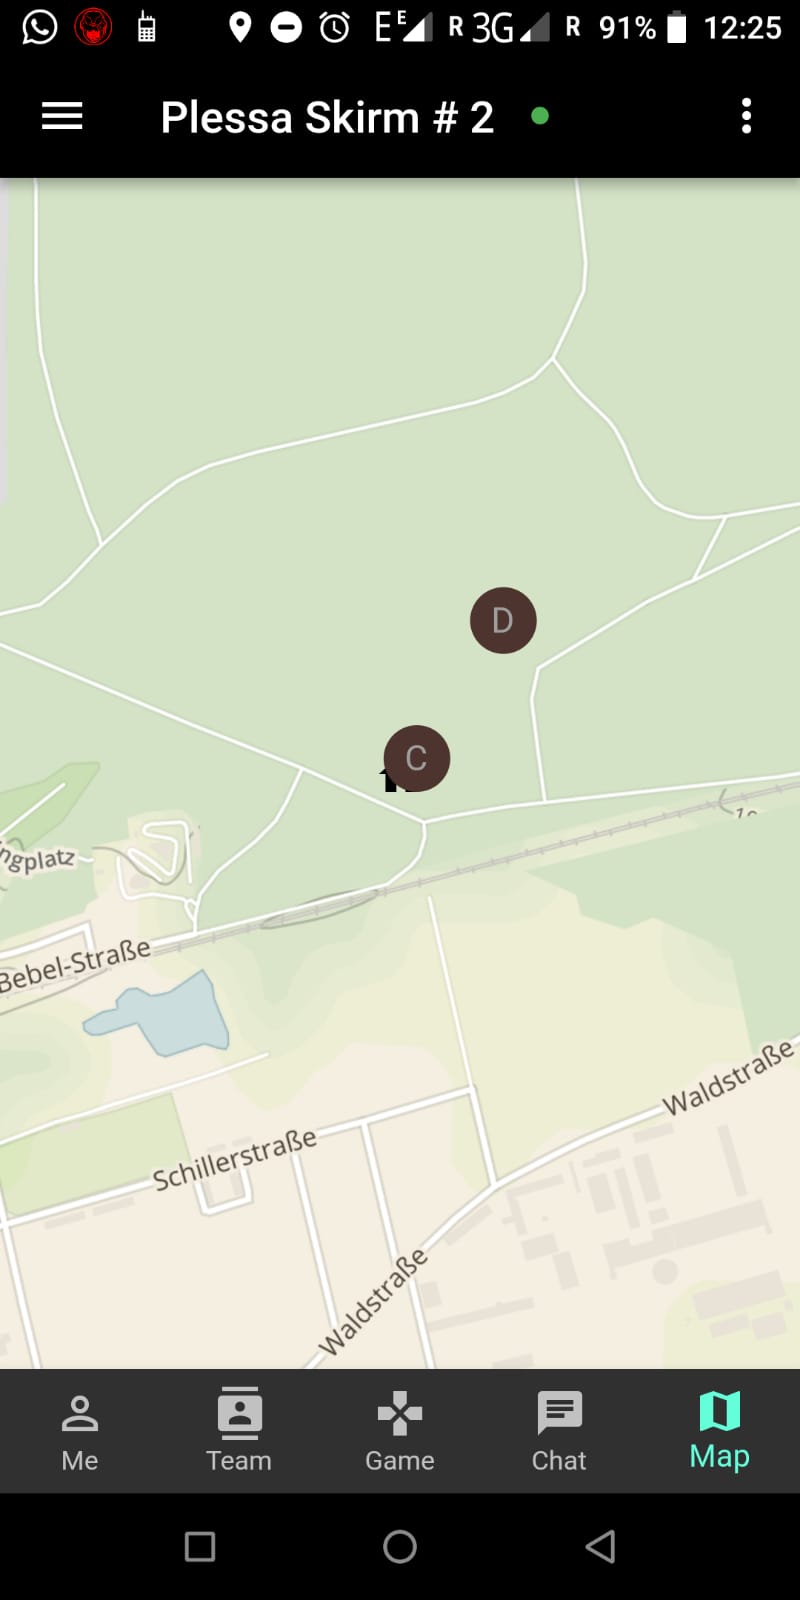 E E R 3G R 91% 12:25
Plessa Skirm # 2
D
C
ngplatz
Bebel-Straße
Waldstraße
Schillerstraße
Waldstraße
Me Team Game Chat Map